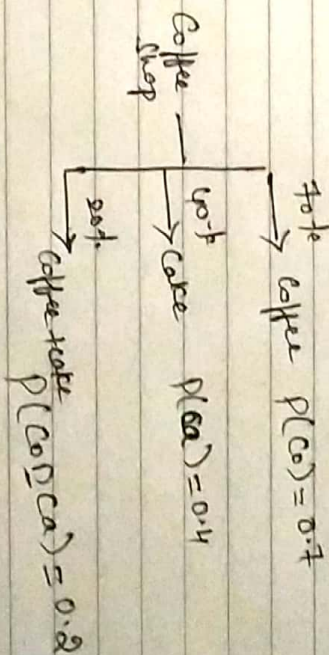 Coffee shop
70% Coffee P(Co) = 0.7
40% Cake P(Ca) = 0.4
20% Coffee + cake P(Co∩Ca) = 0.2